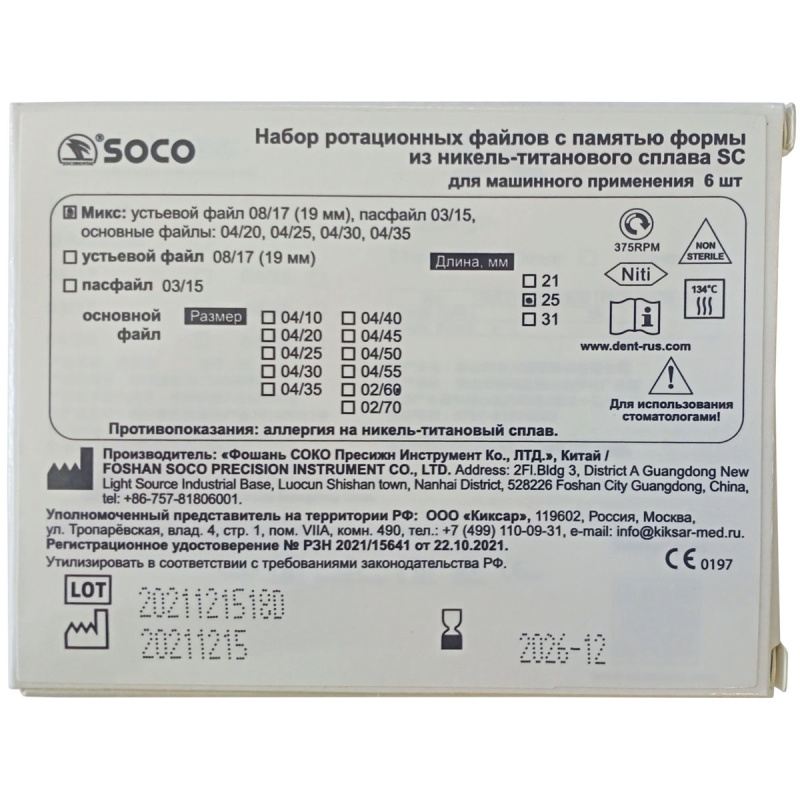 ®SOCO
SOCODENTAL
Набор ротационных файлов с памятью формы
из никель-титанового сплава SC
для машинного применения 6 шт
Микс: устьевой файл 08/17 (19 мм), пасфайл 03/15,
основные файлы: 04/20, 04/25, 04/30, 04/35
устьевой файл 08/17 (19 мм)
пасфайл 03/15
основной файл
Размер
04/10 04/40
04/20 04/45
04/25 04/50
04/30 04/55
04/35 02/60
02/70
Длина, мм
21
25
31
375RPM
NON
STERILE
Niti
134°C
i
www.dent-rus.com
!
Для использования
стоматологами!
Противопоказания: аллергия на никель-титановый сплав.
Производитель: «Фошань СОКО Пресижн Инструмент Ко., ЛТД.», Китай /
FOSHAN SOCO PRECISION INSTRUMENT CO., LTD. Address: 2Fl.Bldg 3, District A Guangdong New
Light Source Industrial Base, Luocun Shishan town, Nanhai District, 528226 Foshan City Guangdong, China,
tel: +86-757-81806001.
Уполномоченный представитель на территории РФ: ООО «Киксар», 119602, Россия, Москва,
ул. Тропарёвская, влад. 4, стр. 1, пом. VIIA, комн. 490, тел.: +7 (499) 110-09-31, e-mail: info@kiksar-med.ru.
Регистрационное удостоверение № РЗН 2021/15641 от 22.10.2021.
Утилизировать в соответствии с требованиями законодательства РФ.
CE 0197
LOT 20211215180
20211215
2026-12